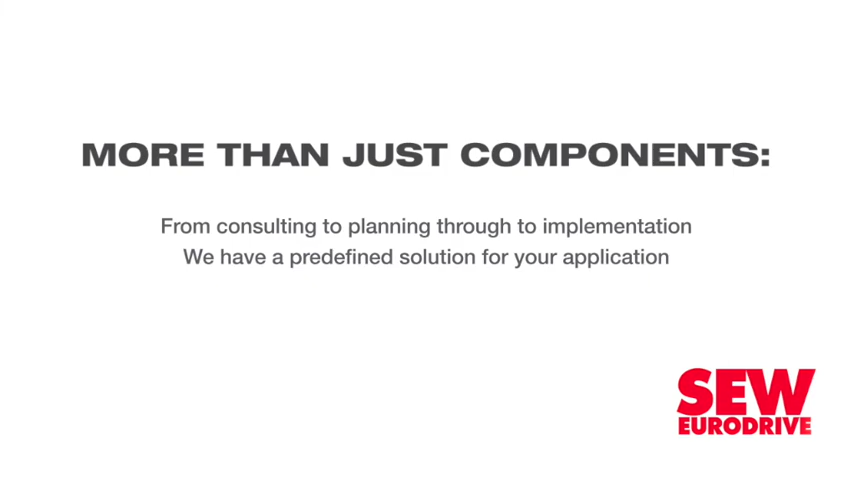 MORE THAN JUST COMPONENTS:
From consulting to planning through to implementation
We have a predefined solution for your application
SEW
EURODRIVE